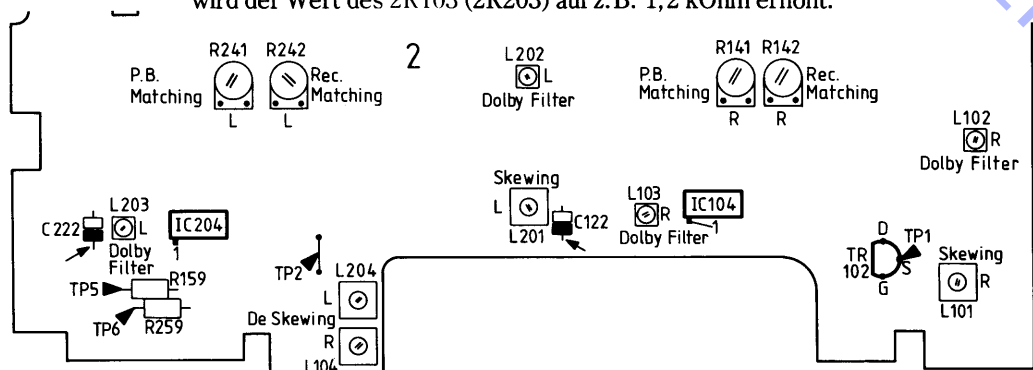 wird der Wert des 2R103 (2R203) auf z.B. 1,2 kOhm erhöht.
R241 R242
2
L202
R141 R142
P.B.
Matching
Rec.
Matching
L
Dolby Filter
P.B.
Matching
Rec.
Matching
L L
R R
L102
R
Dolby Filter
Skewing
L
L201
C122
L103
R
Dolby Filter
IC104
1
C222
L203
L
Dolby
Filter
IC204
1
TP5
R159
TP6
R259
TP2
L204
L
De Skewing
R
L104
D
TR
102
S
G
TP1
Skewing
R
L101